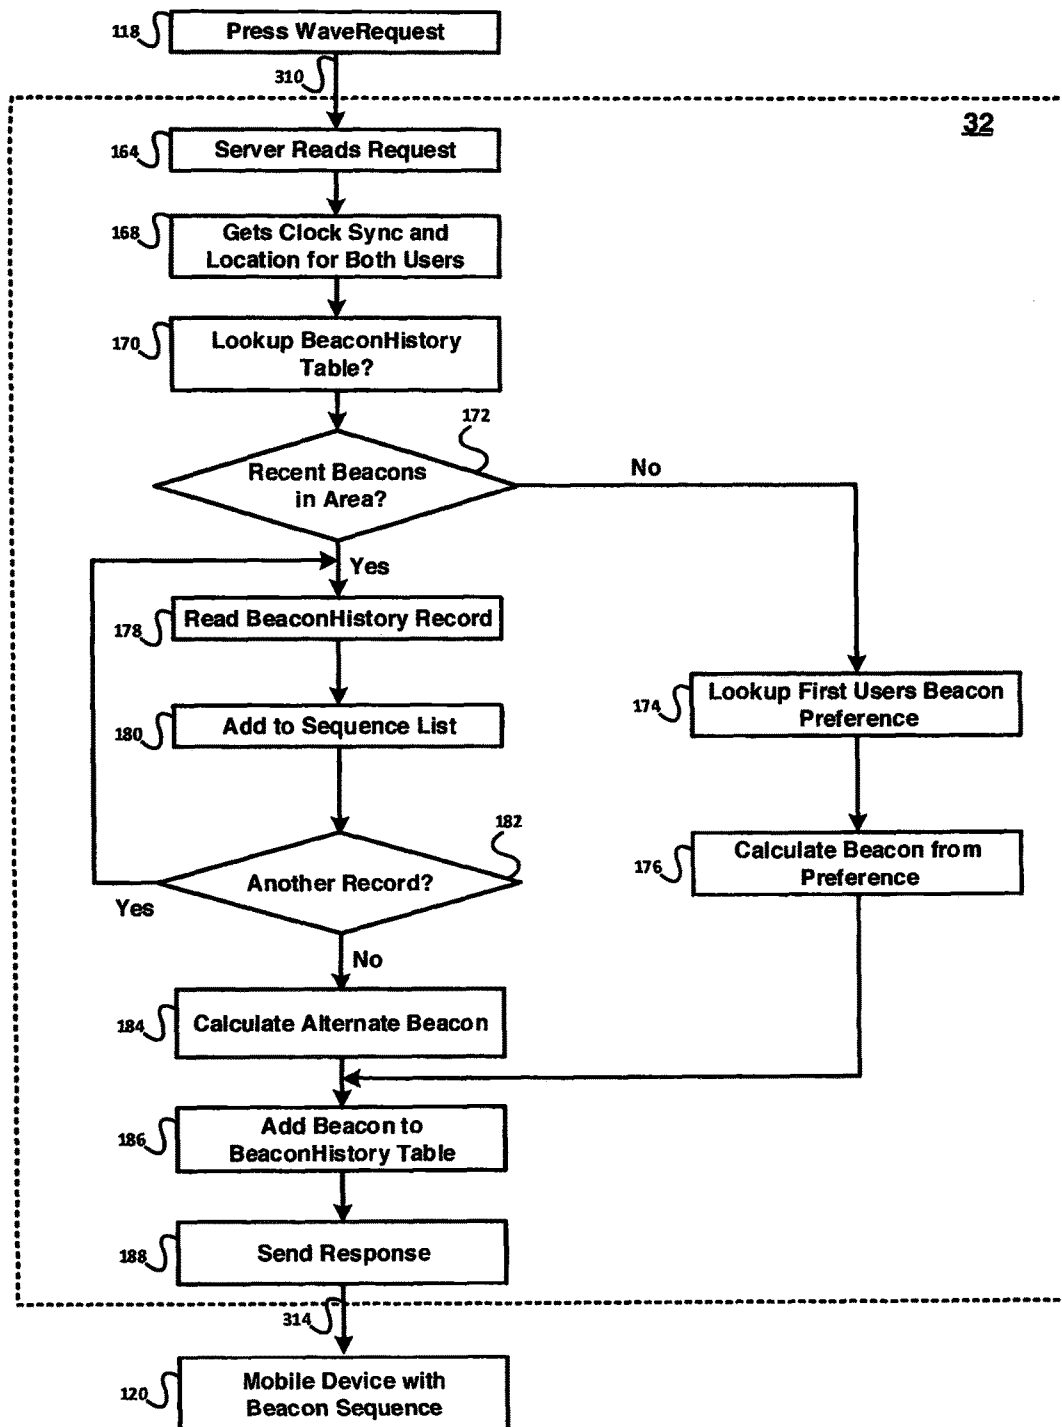 118
Press WaveRequest
310
32
164
Server Reads Request
168
Gets Clock Sync and
Location for Both Users
170
Lookup BeaconHistory
Table?
172
Recent Beacons
in Area?
No
Yes
178
Read BeaconHistory Record
174
Lookup First Users Beacon
Preference
180
Add to Sequence List
182
Another Record?
Yes
No
176
Calculate Beacon from
Preference
184
Calculate Alternate Beacon
186
Add Beacon to
BeaconHistory Table
188
Send Response
314
120
Mobile Device with
Beacon Sequence